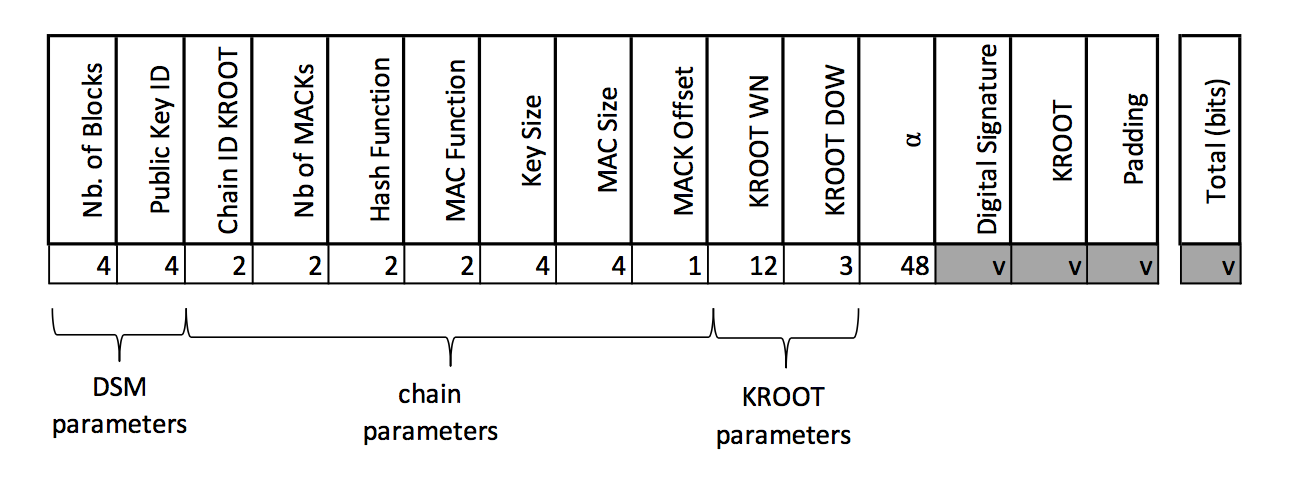 Nb. of Blocks
Public Key ID
Chain ID KROOT
Nb of MACKs
Hash Function
MAC Function
Key Size
MAC Size
MACK Offset
KROOT WN
KROOT DOW
α
Digital Signature
KROOT
Padding
Total (bits)
4 4 2 2 2 2 4 4 1 12 3 48 v v v v
DSM
parameters
chain
parameters
KROOT
parameters